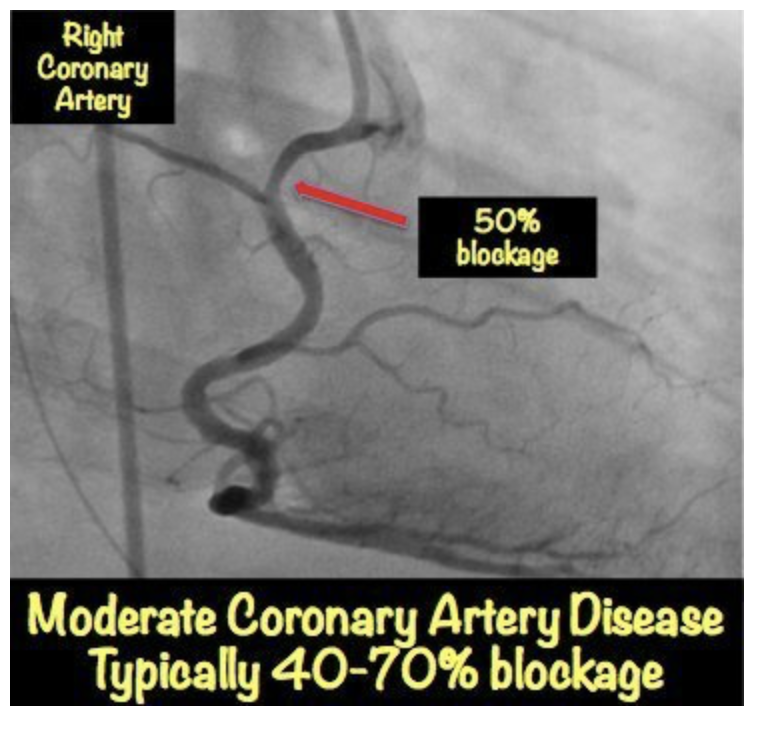 Right
Coronary
Artery
50%
blockage
Moderate Coronary Artery Disease
Typically 40-70% blockage